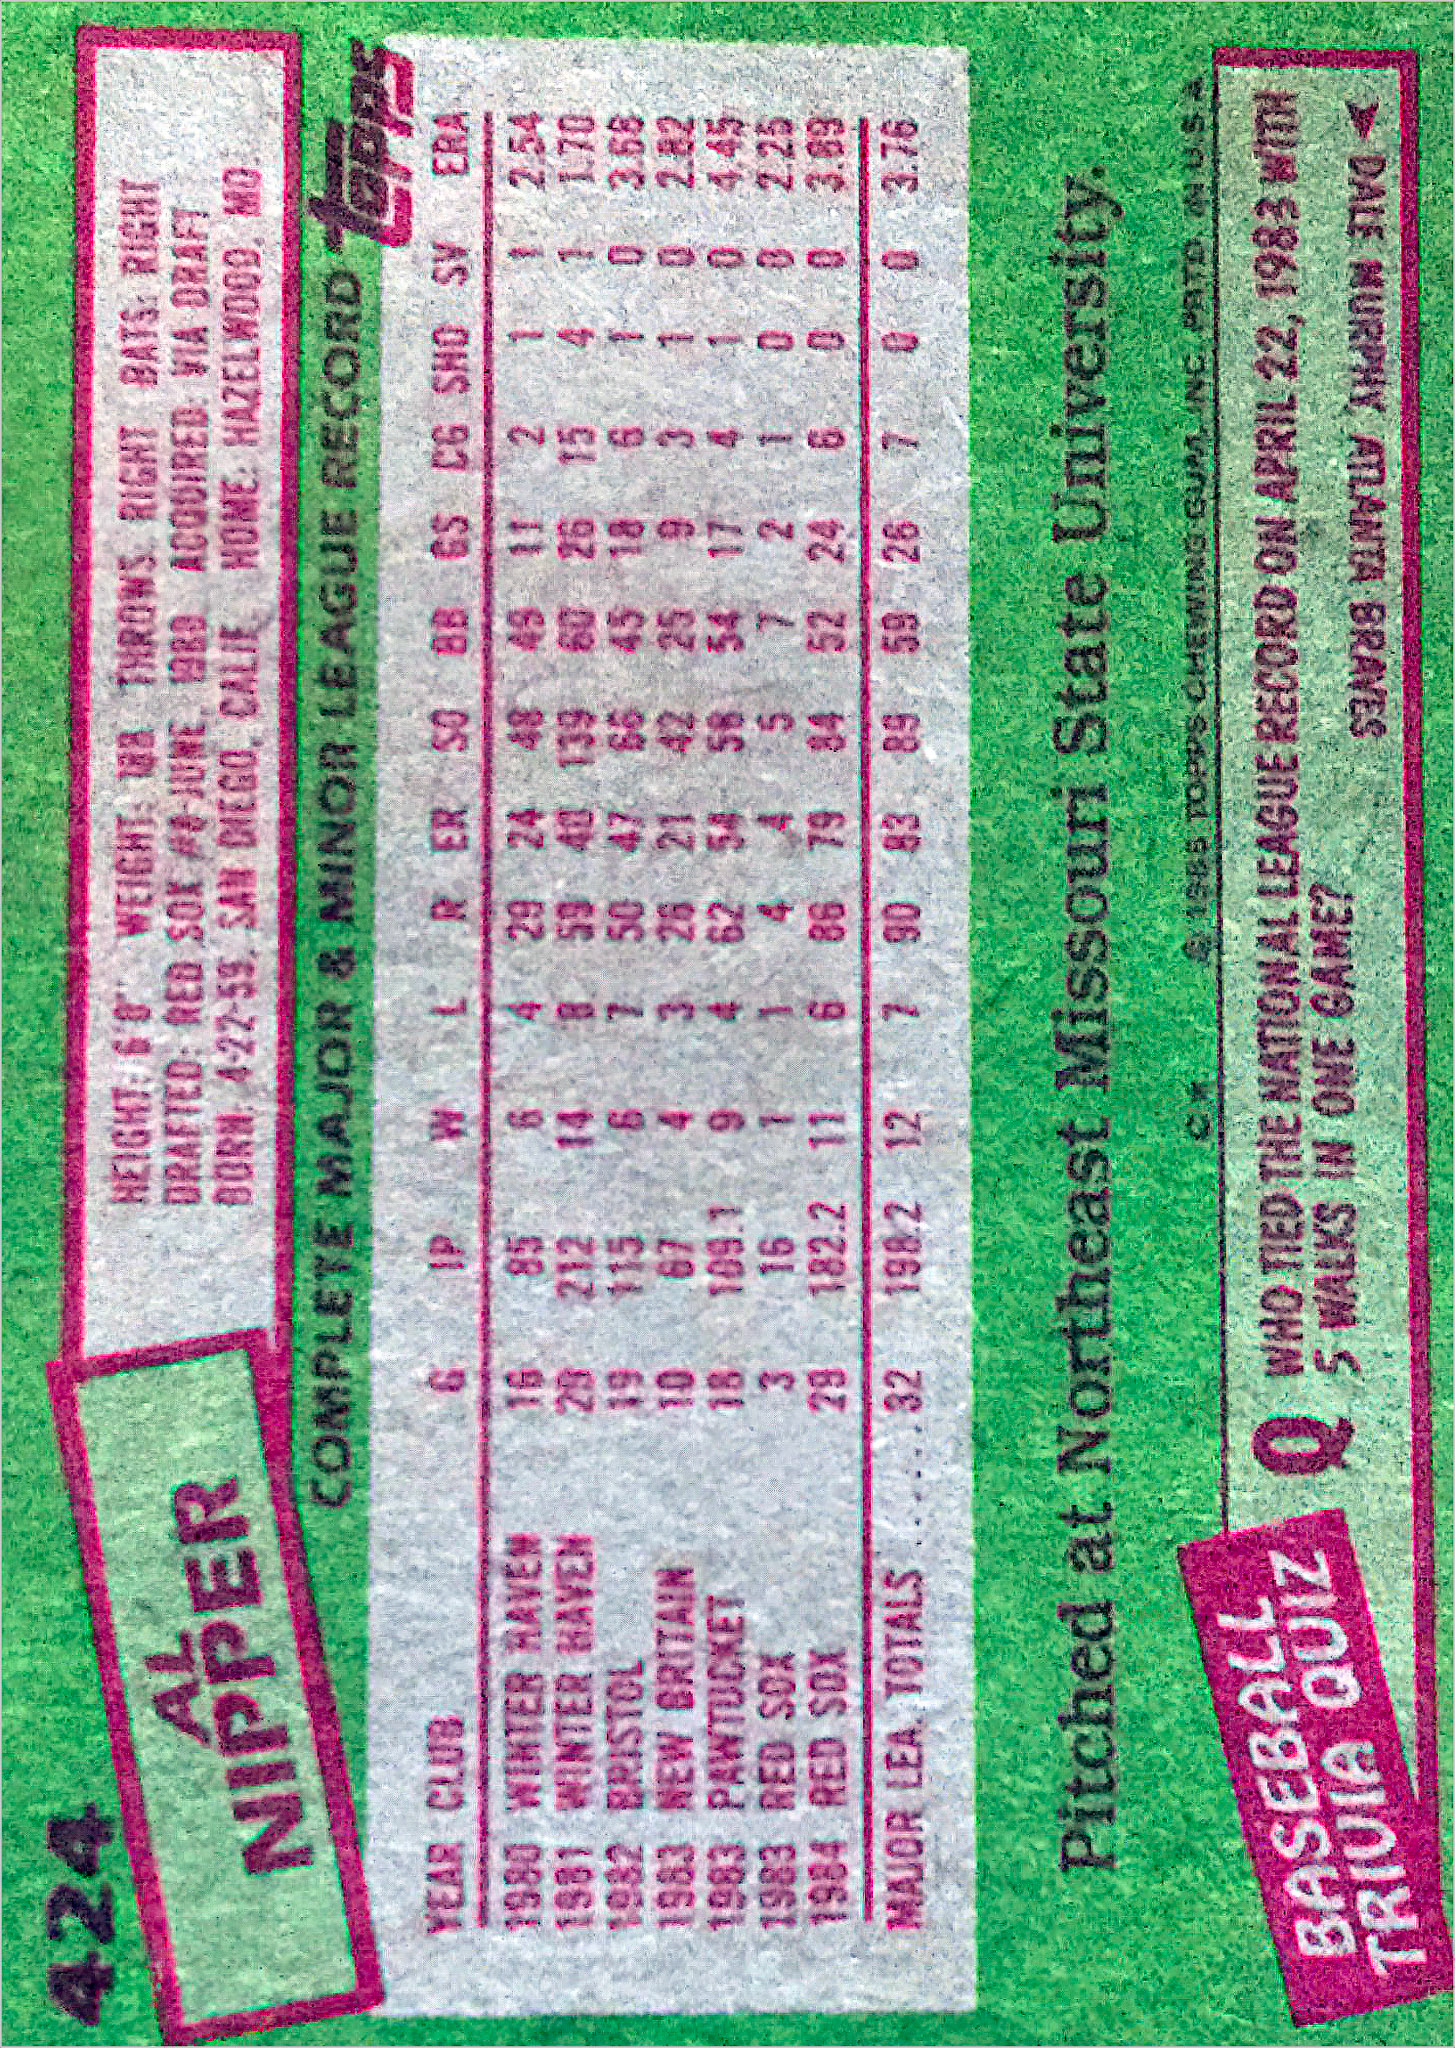 424
AL
NIPPER
HEIGHT: 6'0" WEIGHT: 188 THROWS: RIGHT BATS: RIGHT
DRAFTED: RED SOX #8-JUNE, 1980 ACQUIRED: VIA DRAFT
BORN: 4-22-59, SAN DIEGO, CALIF. HOME: HAZELWOOD, MO.
COMPLETE MAJOR & MINOR LEAGUE RECORD topps
YEAR CLUB G IP W L R ER SO BB GS CG SHO SV ERA
1980 WINTER HAVEN 16 85 6 4 29 24 48 49 11 2 1 1 2.54
1981 WINTER HAVEN 29 212 14 8 59 40 139 60 26 15 4 1 1.70
1982 BRISTOL 19 115 6 7 50 47 66 45 18 6 1 0 3.68
1983 NEW BRITAIN 10 67 4 3 26 21 42 25 9 3 1 0 2.82
1983 PAWTUCKET 18 109.1 9 4 62 54 56 54 17 4 1 0 4.45
1983 RED SOX 3 16 1 1 4 4 5 7 2 1 0 0 2.25
1984 RED SOX 29 182.2 11 6 86 79 84 52 24 6 0 0 3.89
MAJOR LEA. TOTALS ...... 32 198.2 12 7 90 83 89 59 26 7 0 0 3.76
Pitched at Northeast Missouri State University.
© * © 1985 TOPPS CHEWING GUM, INC. PRTD. IN U.S.A.
BASEBALL
TRIVIA QUIZ
Q WHO TIED THE NATIONAL LEAGUE RECORD ON APRIL 22, 1983 WITH
5 WALKS IN ONE GAME?
DALE MURPHY, ATLANTA BRAVES